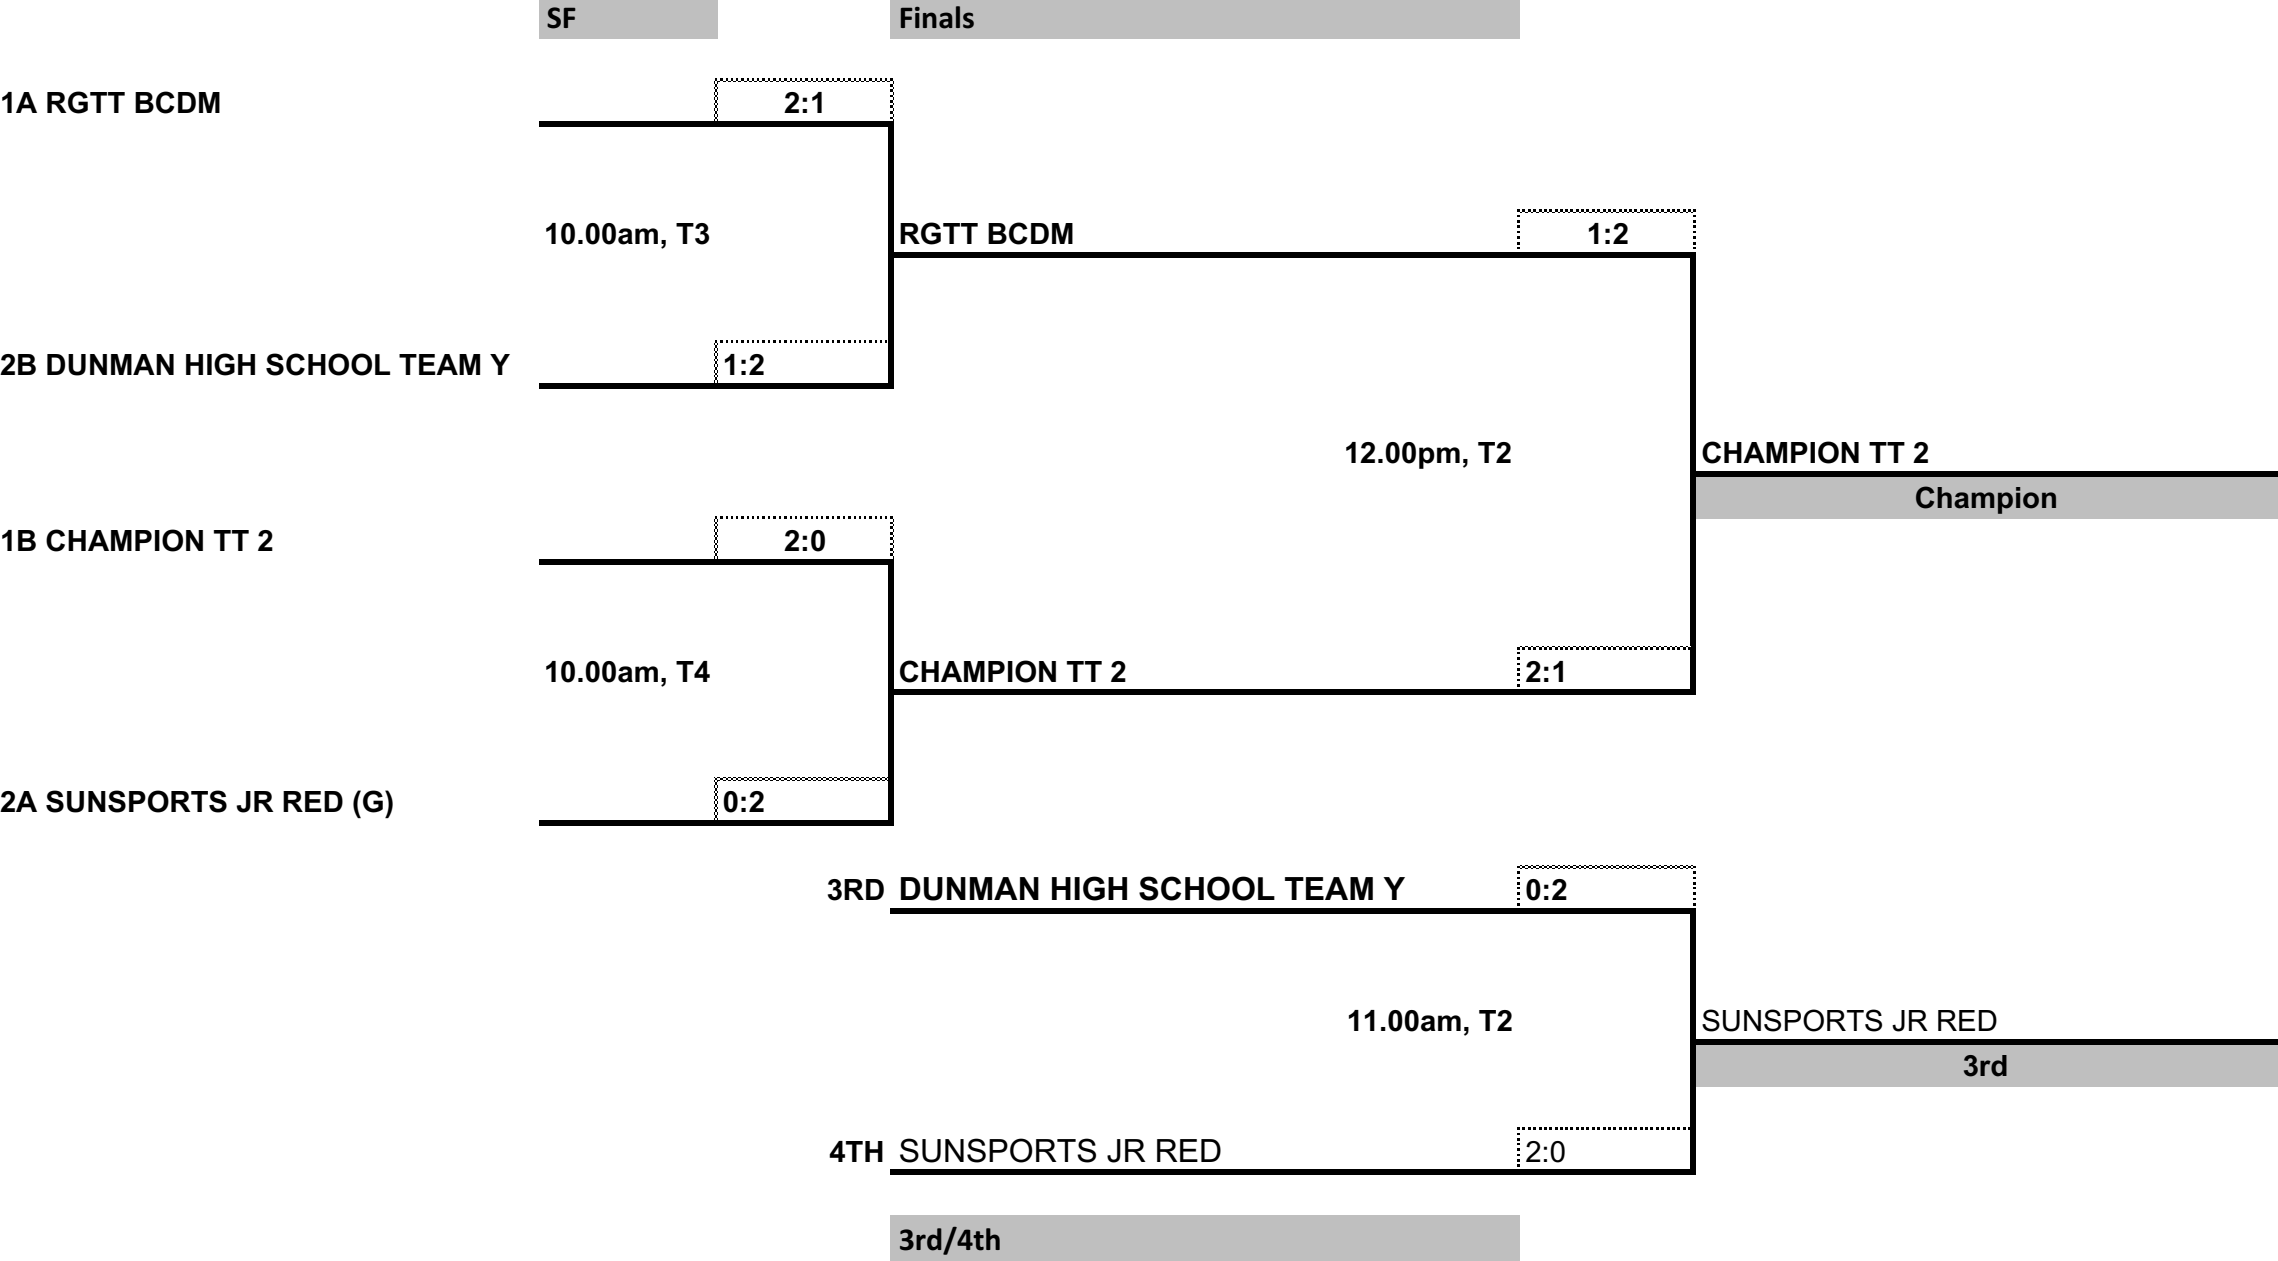 SF Finals
1A RGTT BCDM 2:1
10.00am, T3 RGTT BCDM 1:2
2B DUNMAN HIGH SCHOOL TEAM Y 1:2
12.00pm, T2 CHAMPION TT 2
Champion
1B CHAMPION TT 2 2:0
10.00am, T4 CHAMPION TT 2 2:1
2A SUNSPORTS JR RED (G) 0:2
3RD DUNMAN HIGH SCHOOL TEAM Y 0:2
11.00am, T2 SUNSPORTS JR RED
3rd
4TH SUNSPORTS JR RED 2:0
3rd/4th